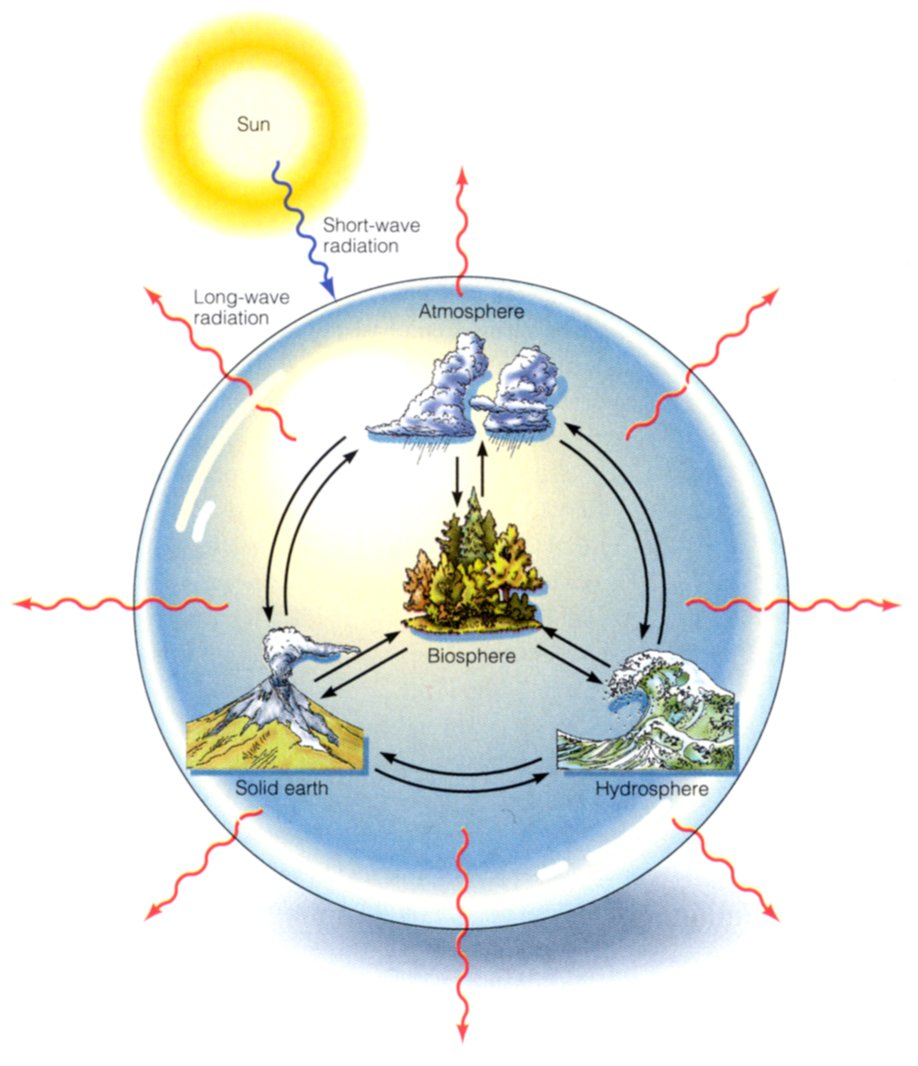 Sun
Short-wave
radiation
Long-wave
radiation
Atmosphere
Biosphere
Solid earth
Hydrosphere